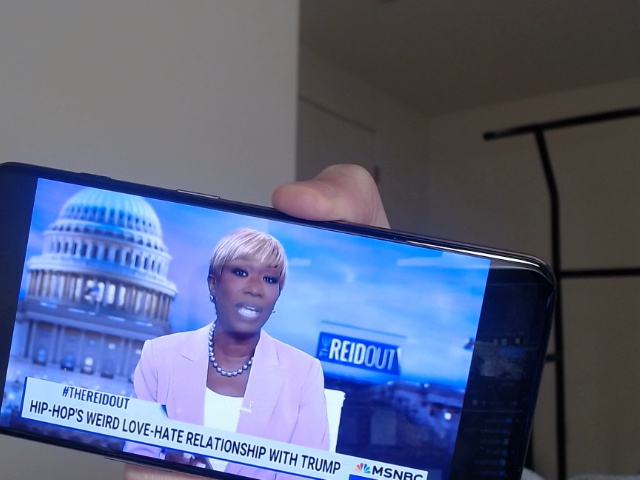 THE REIDOUT
#THEREIDOUT
HIP-HOP'S WEIRD LOVE-HATE RELATIONSHIP WITH TRUMP
MSNBC